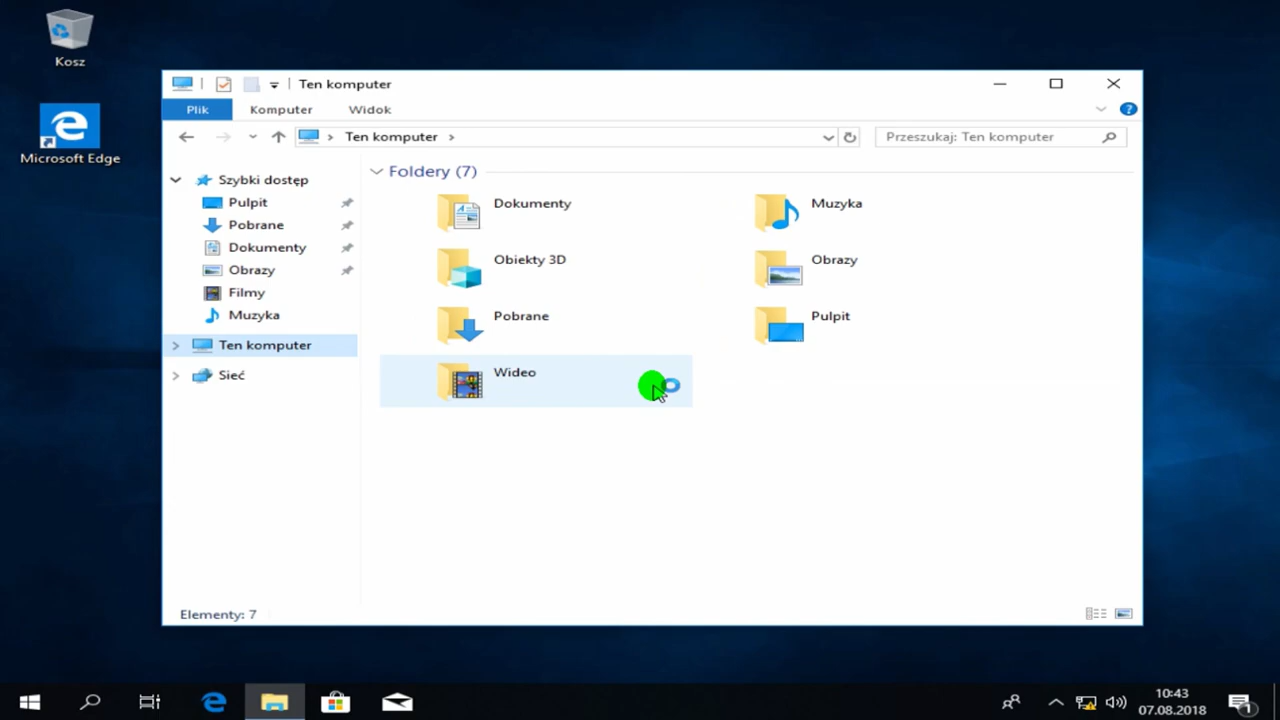 Kosz
Microsoft Edge
Ten komputer
Plik Komputer Widok
Ten komputer
Przeszukaj: Ten komputer
Szybki dostęp
Pulpit
Pobrane
Dokumenty
Obrazy
Filmy
Muzyka
Ten komputer
Sieć
Foldery (7)
Dokumenty
Muzyka
Obiekty 3D
Obrazy
Pobrane
Pulpit
Wideo
Elementy: 7
10:43
07.08.2018
1